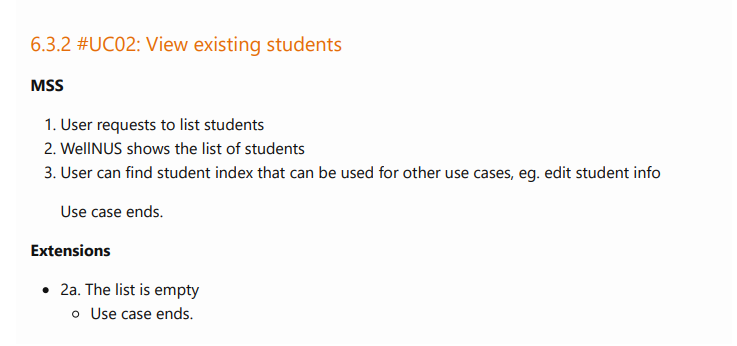 6.3.2 #UC02: View existing students
MSS
1. User requests to list students
2. WellNUS shows the list of students
3. User can find student index that can be used for other use cases, eg. edit student info
Use case ends.
Extensions
• 2a. The list is empty
◦ Use case ends.